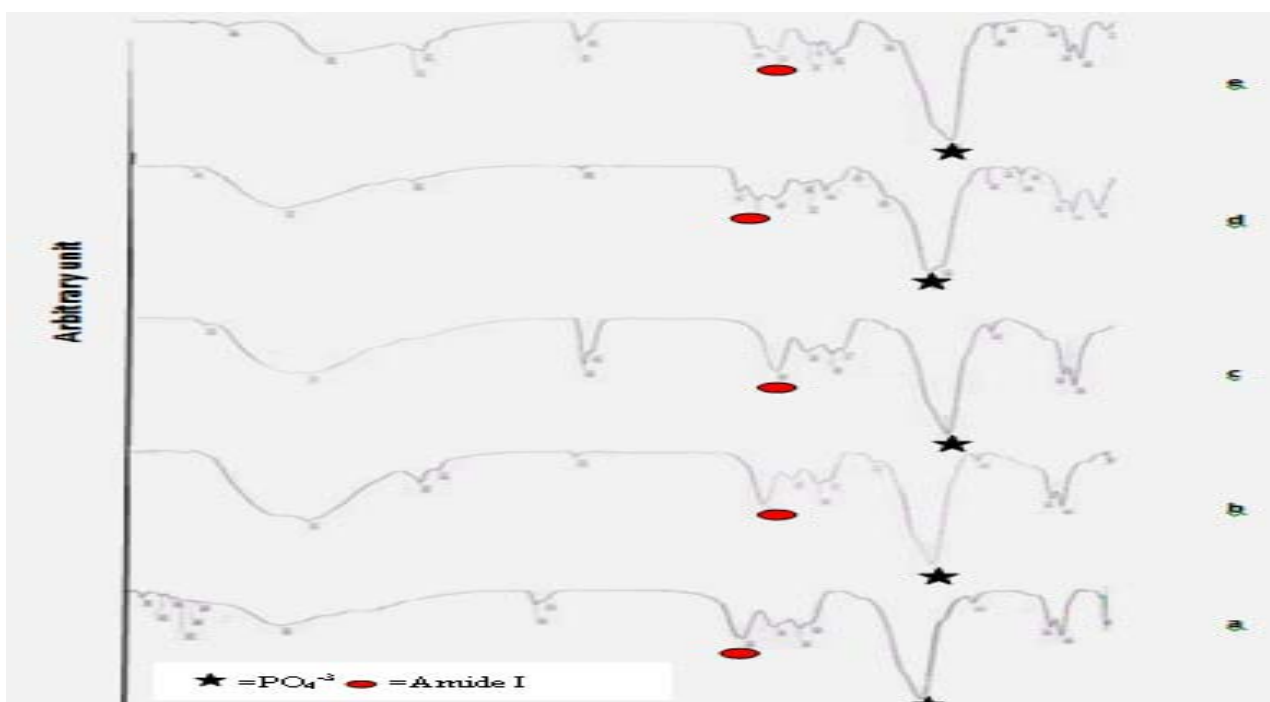 e
d
Arbitrary unit
c
b
a
=PO₄⁻³ =Amide I